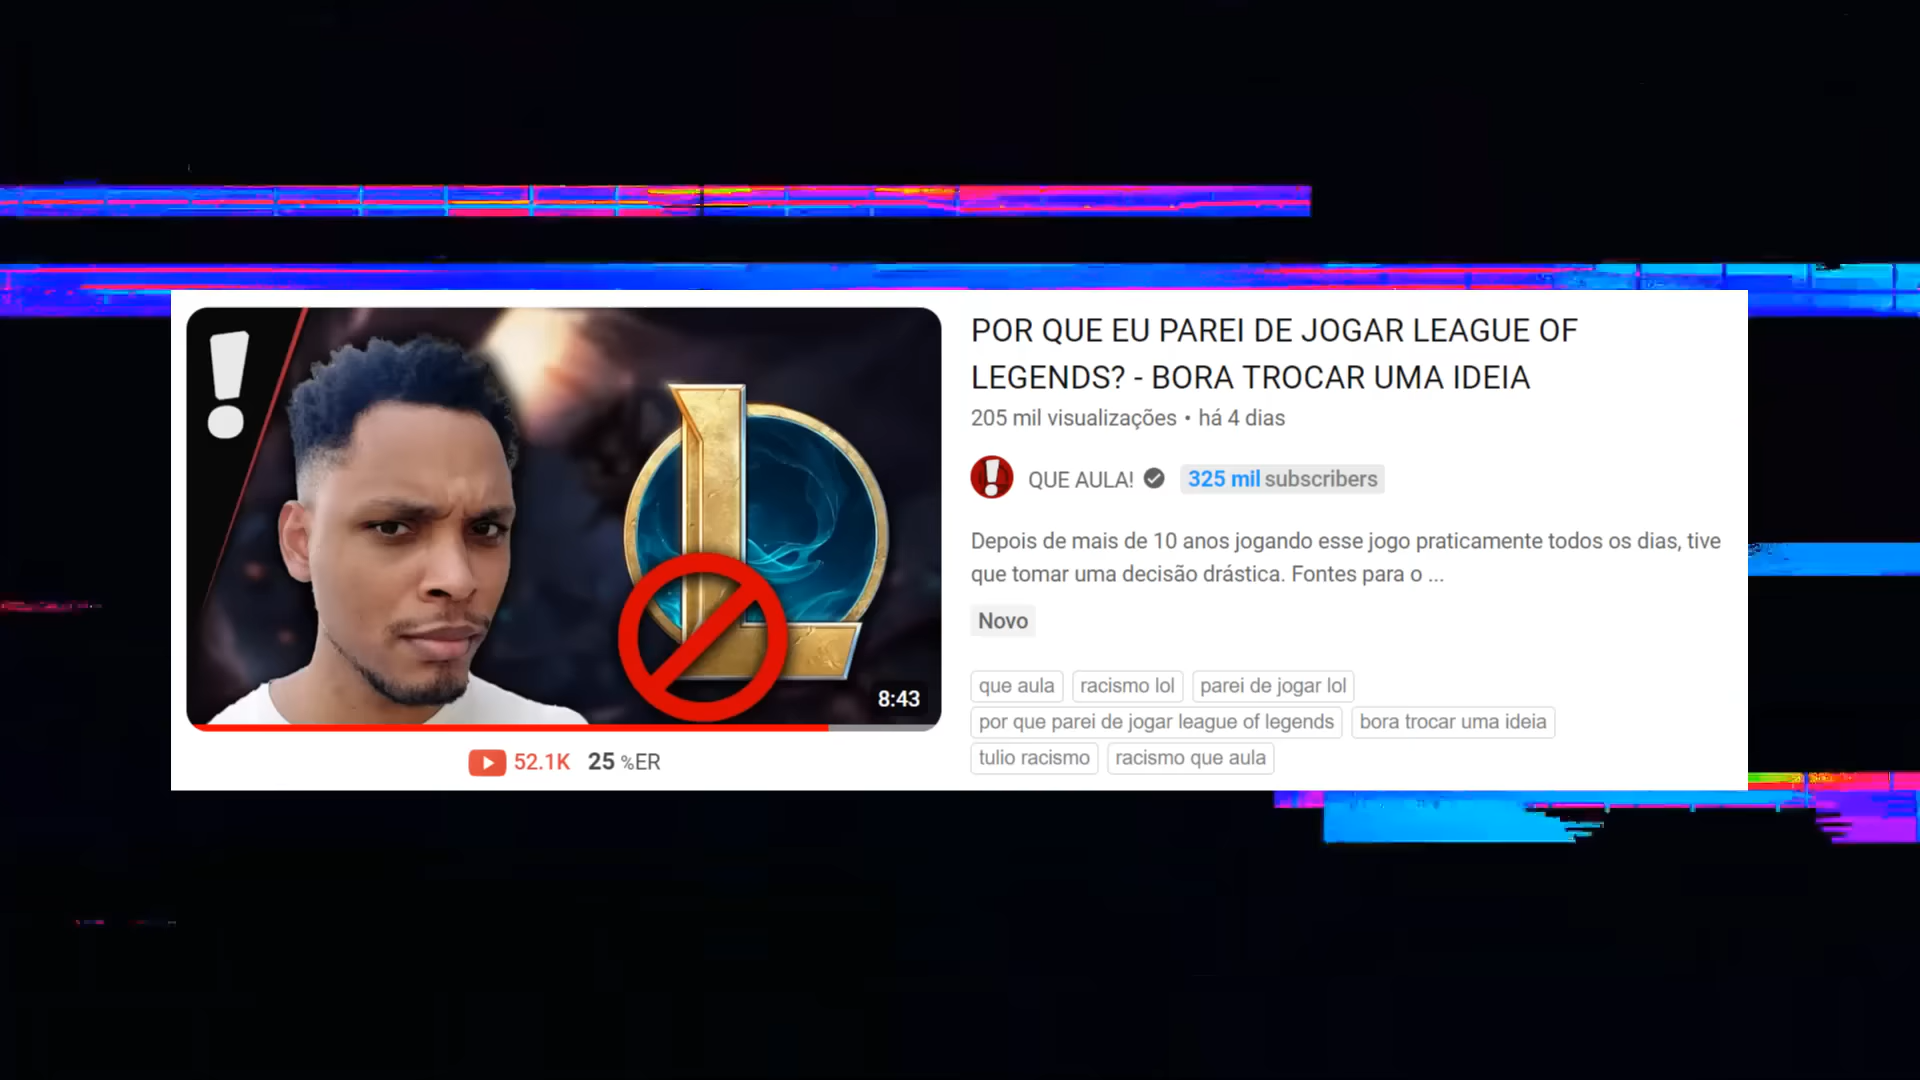 POR QUE EU PAREI DE JOGAR LEAGUE OF
LEGENDS? - BORA TROCAR UMA IDEIA
205 mil visualizações • há 4 dias
QUE AULA! 325 mil subscribers
Depois de mais de 10 anos jogando esse jogo praticamente todos os dias, tive
que tomar uma decisão drástica. Fontes para o ...
Novo
que aula racismo lol parei de jogar lol
por que parei de jogar league of legends bora trocar uma ideia
tulio racismo racismo que aula
!
L
8:43
52.1K 25 %ER